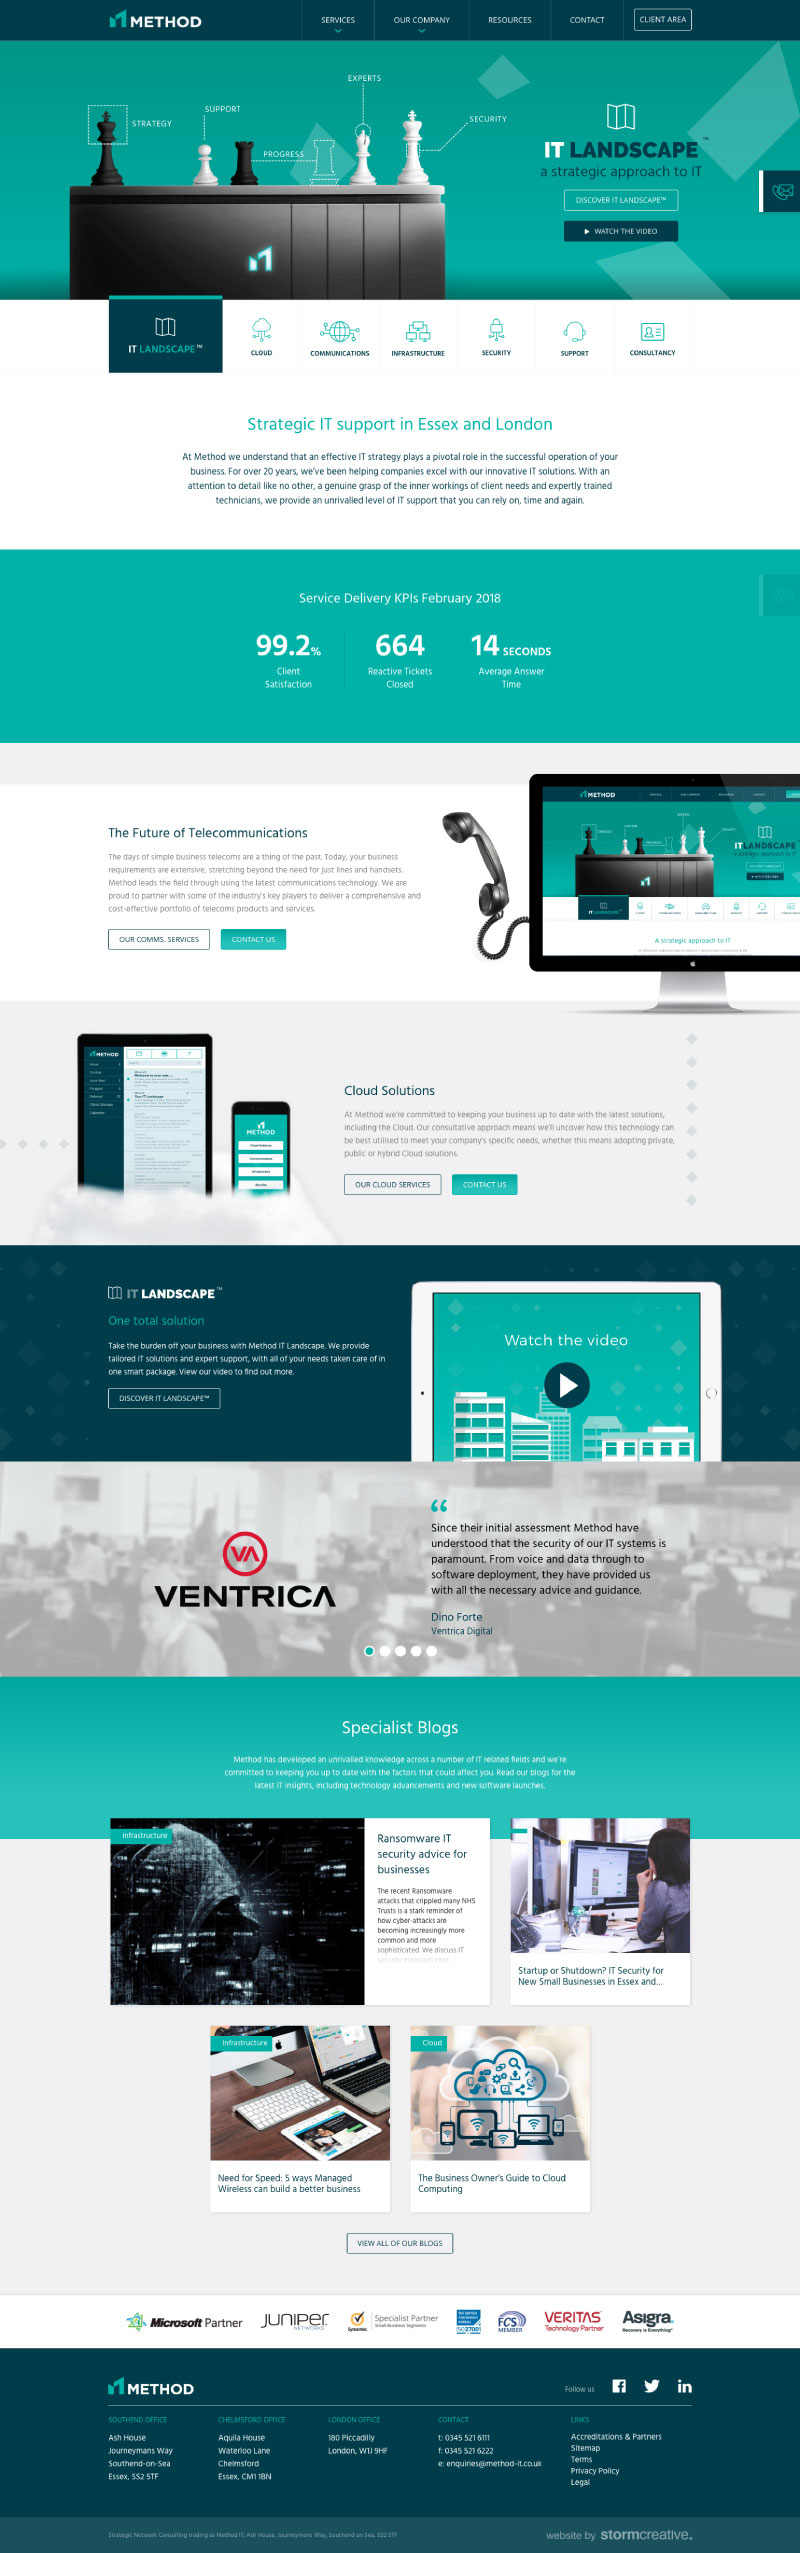 METHOD
SERVICES
OUR COMPANY
RESOURCES
CONTACT
CLIENT AREA
EXPERTS
SUPPORT
STRATEGY
SECURITY
PROGRESS
IT LANDSCAPE™
a strategic approach to IT
DISCOVER IT LANDSCAPE™
WATCH THE VIDEO
IT LANDSCAPE™
CLOUD
COMMUNICATIONS
INFRASTRUCTURE
SECURITY
SUPPORT
CONSULTANCY
Strategic IT support in Essex and London
At Method we understand that an effective IT strategy plays a pivotal role in the successful operation of your
business. For over 20 years, we've been helping companies excel with our innovative IT solutions. With an
attention to detail like no other, a genuine grasp of the inner workings of client needs and expertly trained
technicians, we provide an unrivalled level of IT support that you can rely on, time and again.
Service Delivery KPIs February 2018
99.2%
Client
Satisfaction
664
Reactive Tickets
Closed
14 SECONDS
Average Answer
Time
The Future of Telecommunications
The days of simple business telecoms are a thing of the past. Today, your business
requirements are extensive; stretching beyond the need for just lines and handsets.
Method leads the field through using the latest communications technology. We are
proud to partner with some of the industry's key players to deliver a comprehensive and
cost-effective portfolio of telecoms products and services.
OUR COMMS. SERVICES
CONTACT US
METHOD
IT LANDSCAPE
A strategic approach to IT
METHOD
METHOD
Cloud Solutions
At Method we're committed to keeping your business up to date with the latest solutions,
including the Cloud. Our consultative approach means we'll uncover how this technology can
be best utilised to meet your company's specific needs, whether this means adopting private,
public or hybrid Cloud solutions.
OUR CLOUD SERVICES
CONTACT US
IT LANDSCAPE™
One total solution
Take the burden off your business with Method IT Landscape. We provide
tailored IT solutions and expert support, with all of your needs taken care of in
one smart package. View our video to find out more.
DISCOVER IT LANDSCAPE™
Watch the video
VA
VENTRICA
“
Since their initial assessment Method have
understood that the security of our IT systems is
paramount. From voice and data through to
software deployment, they have provided us
with all the necessary advice and guidance.
Dino Forte
Ventrica Digital
Specialist Blogs
Method has developed an unrivalled knowledge across a number of IT related fields and we're
committed to keeping you up to date with the factors that could affect you. Read our blogs for the
latest IT insights, including technology advancements and new software launches.
Infrastructure
Ransomware IT
security advice for
businesses
The recent Ransomware
attacks that crippled many NHS
Trusts is a stark reminder of
how cyber-attacks are
becoming increasingly more
common and more
sophisticated. We discuss IT
security measures your...
Startup or Shutdown? IT Security for
New Small Businesses in Essex and...
Infrastructure
Need for Speed: 5 ways Managed
Wireless can build a better business
Cloud
The Business Owner's Guide to Cloud
Computing
VIEW ALL OF OUR BLOGS
Microsoft Partner
JUNIPER
NETWORKS
Symantec
Specialist Partner
Small Business Segments
ISO27001
FCS
MEMBER
VERITAS
Technology Partner
Asigra
Recovery is Everything
METHOD
Follow us
SOUTHEND OFFICE
Ash House
Journeymans Way
Southend-on-Sea
Essex, SS2 5TF
CHELMSFORD OFFICE
Aquila House
Waterloo Lane
Chelmsford
Essex, CM1 1BN
LONDON OFFICE
180 Piccadilly
London, W1J 9HF
CONTACT
t: 0345 521 6111
f: 0345 521 6222
e: enquiries@method-it.co.uk
LINKS
Accreditations & Partners
Sitemap
Terms
Privacy Policy
Legal
Strategic Network Consulting trading as Method IT, Ash House, Journeymans Way, Southend on Sea, SS2 5TF
website by stormcreative.